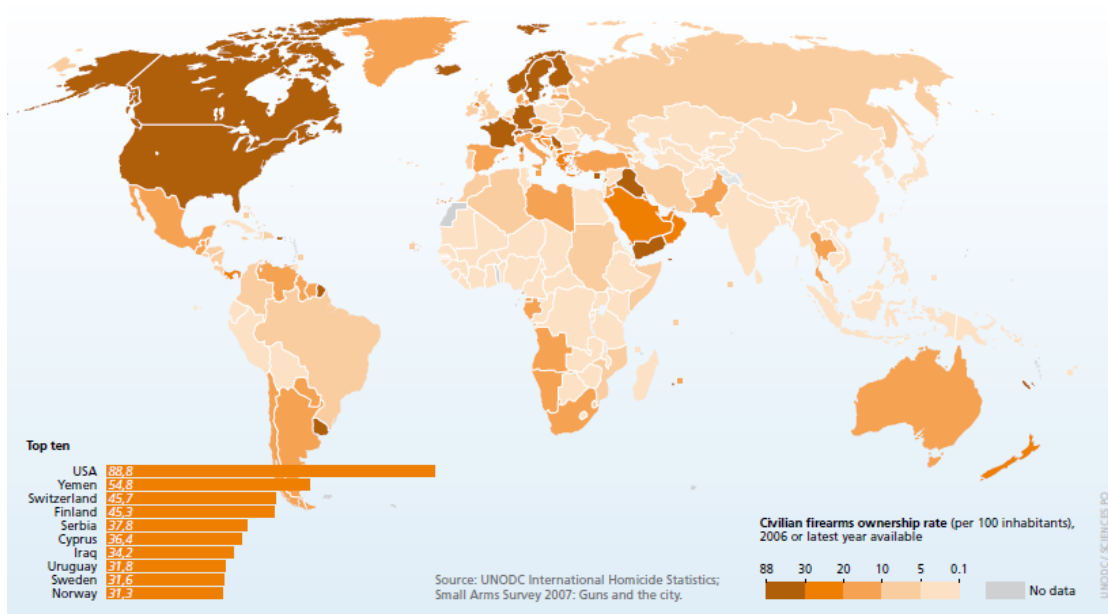 Top ten
USA 88,8
Yemen 54,8
Switzerland 45,7
Finland 45,3
Serbia 37,8
Cyprus 36,4
Iraq 34,2
Uruguay 31,8
Sweden 31,6
Norway 31,3
Source: UNODC International Homicide Statistics;
Small Arms Survey 2007: Guns and the city.
Civilian firearms ownership rate (per 100 inhabitants),
2006 or latest year available
88 30 20 10 5 0.1
No data
UNODC / SCIENCES PO